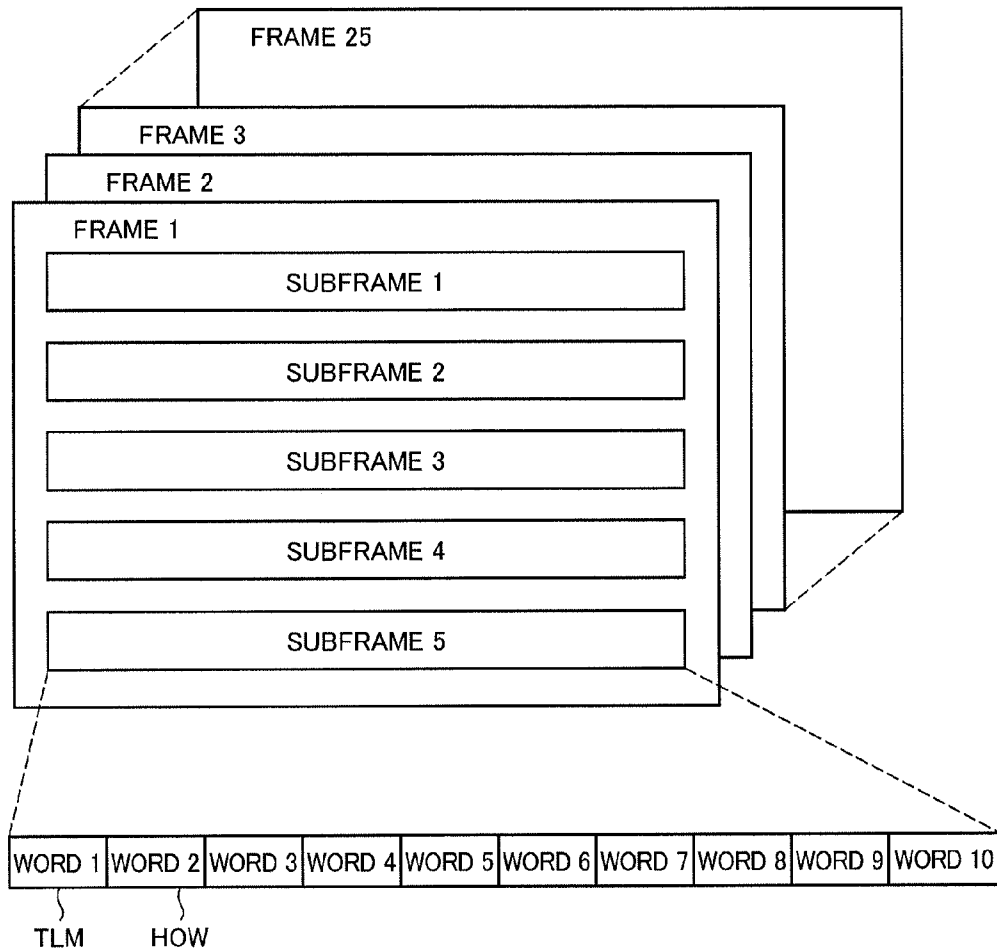 FRAME 25
FRAME 3
FRAME 2
FRAME 1
SUBFRAME 1
SUBFRAME 2
SUBFRAME 3
SUBFRAME 4
SUBFRAME 5
WORD 1 WORD 2 WORD 3 WORD 4 WORD 5 WORD 6 WORD 7 WORD 8 WORD 9 WORD 10
TLM HOW